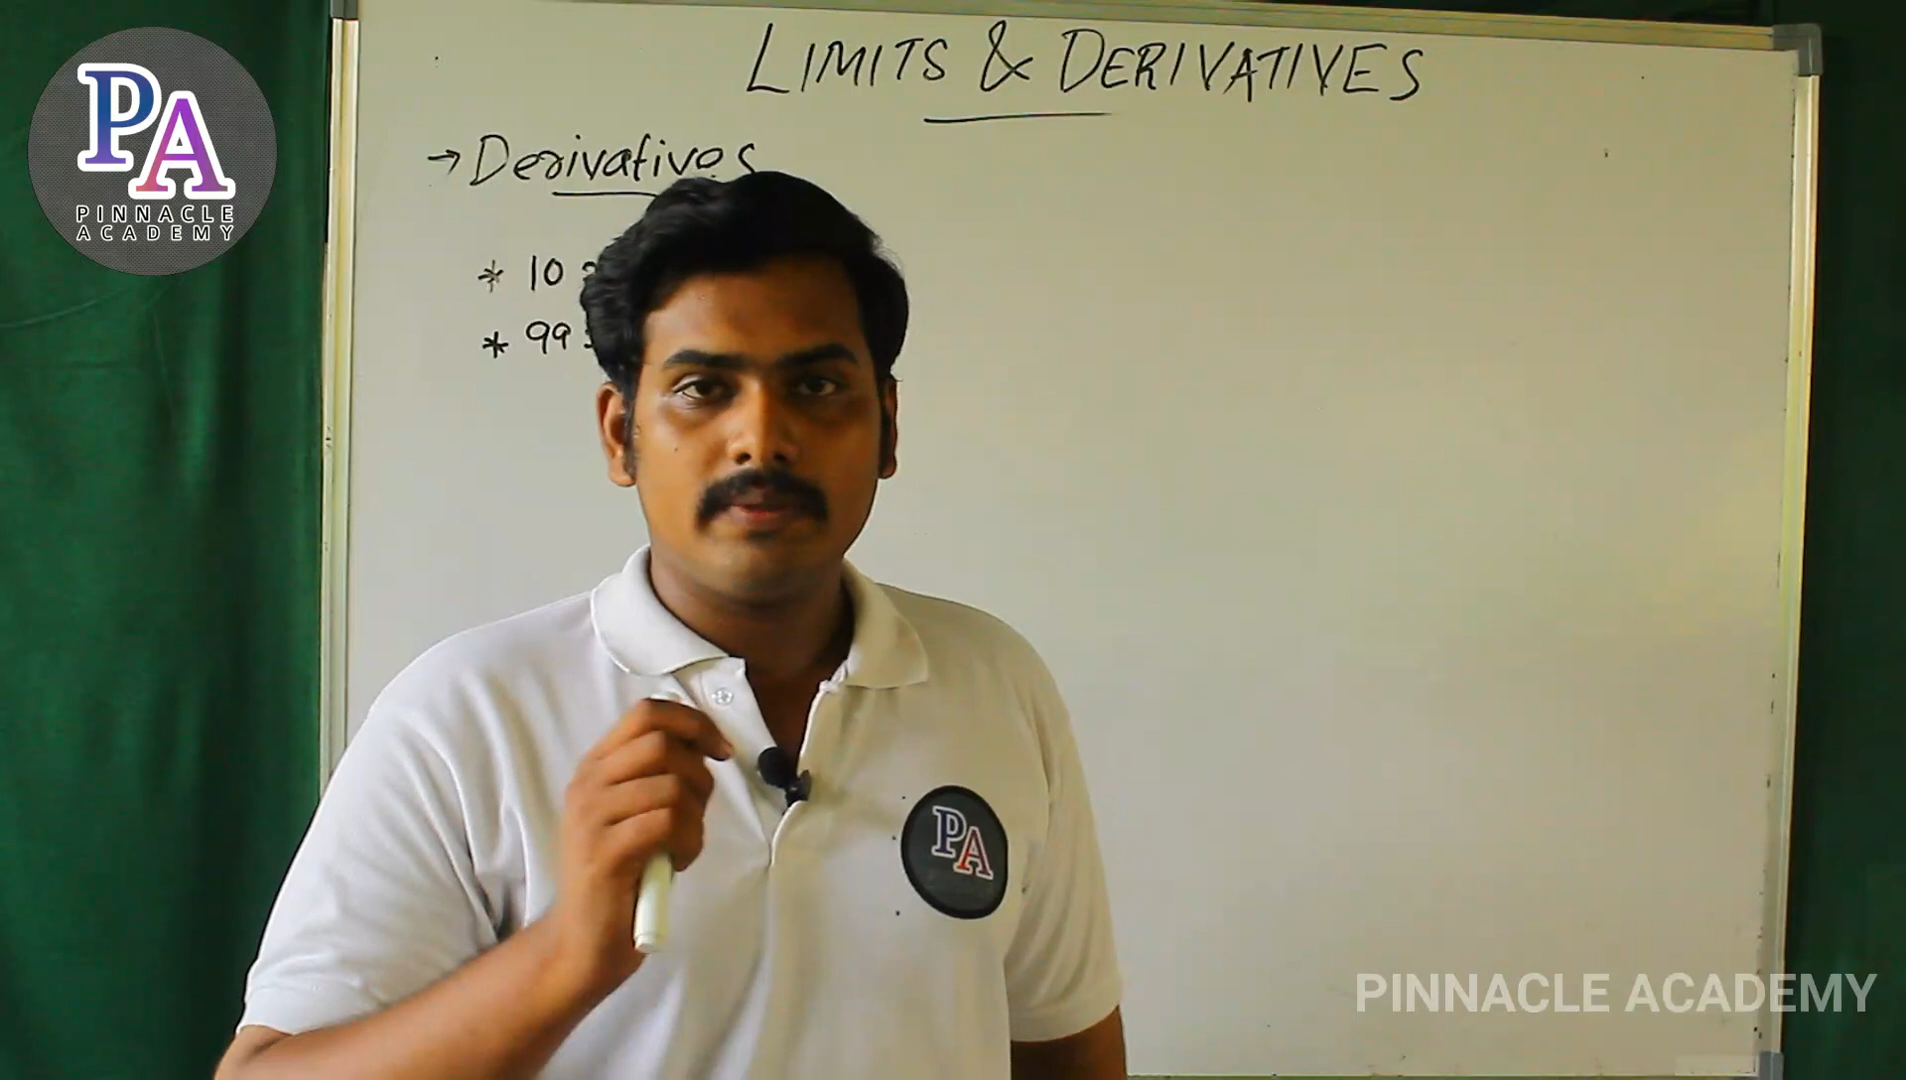 LIMITS & DERIVATIVES
→ Derivatives
* 10
* 99
PA
PINNACLE
ACADEMY
PA
PINNACLE ACADEMY